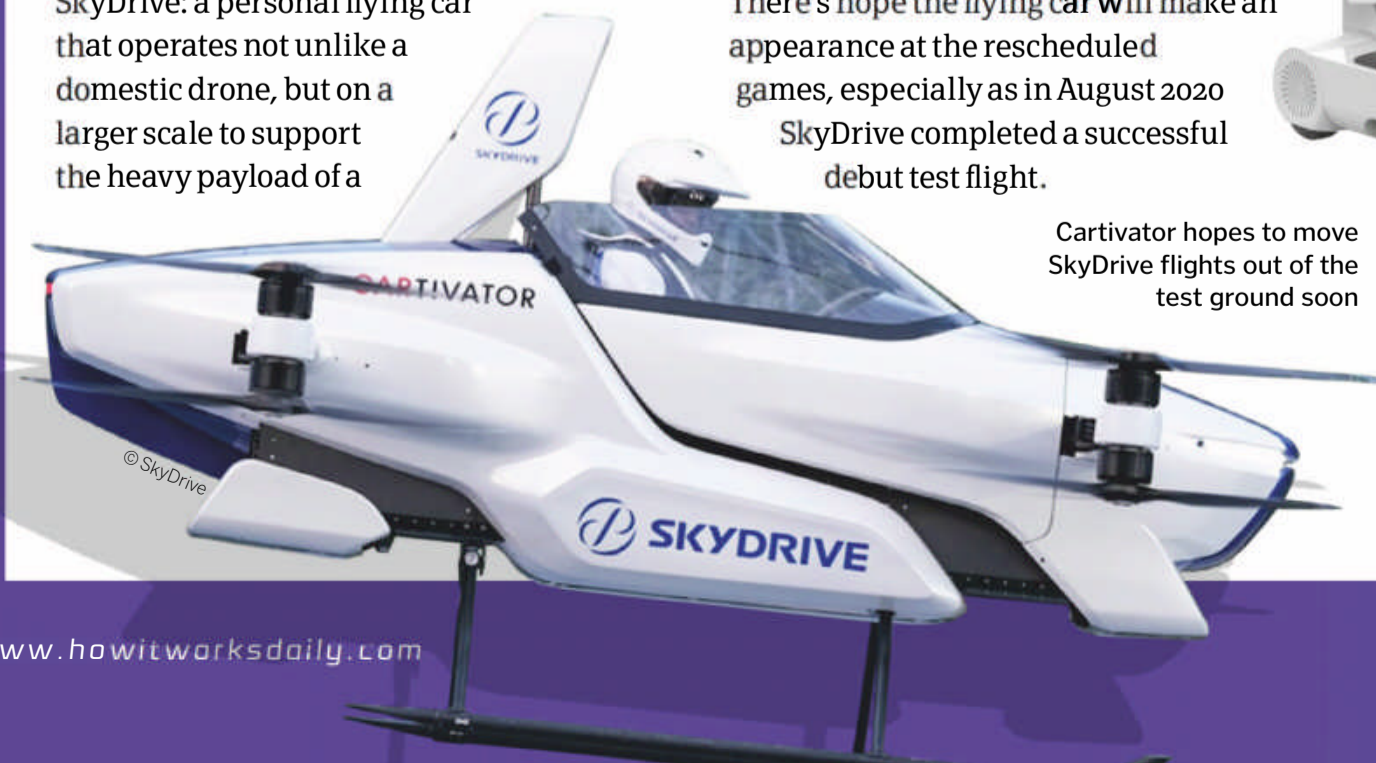 SkyDrive: a personal flying car
that operates not unlike a
domestic drone, but on a
larger scale to support
the heavy payload of a
There's hope the flying car will make an
appearance at the rescheduled
games, especially as in August 2020
SkyDrive completed a successful
debut test flight.
Cartivator hopes to move
SkyDrive flights out of the
test ground soon
SKYDRIVE
CARTIVATOR
© SkyDrive
SKYDRIVE
ww.howitworksdaily.com